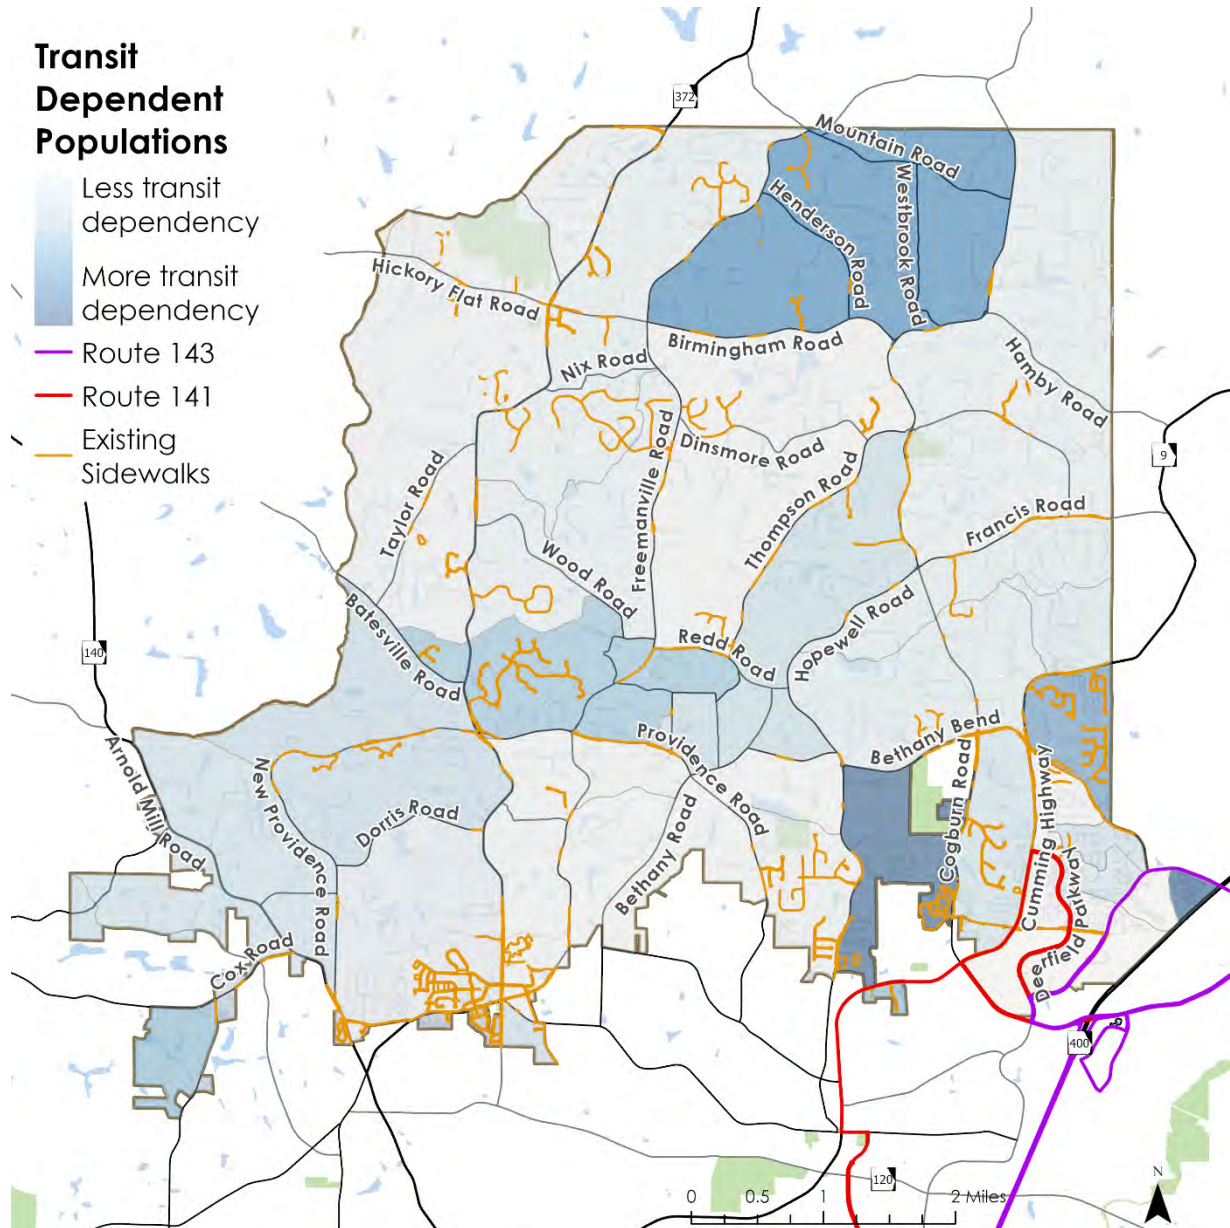 Transit
Dependent
Populations
Less transit
dependency
More transit
dependency
Route 143
Route 141
Existing
Sidewalks
372
Mountain Road
Henderson Road
Westbrook Road
Hickory Flat Road
Birmingham Road
Hamby Road
Nix Road
Freemanville Road
Dinsmore Road
9
Taylor Road
Thompson Road
Francis Road
Wood Road
Batesville Road
Redd Road
Hopewell Road
140
Arnold Mill Road
New Providence Road
Dorris Road
Providence Road
Bethany Road
Bethany Bend
Cogburn Road
Cumming Highway
Deerfield Parkway
Cox Road
400
120
N
0 0.5 1 2 Miles